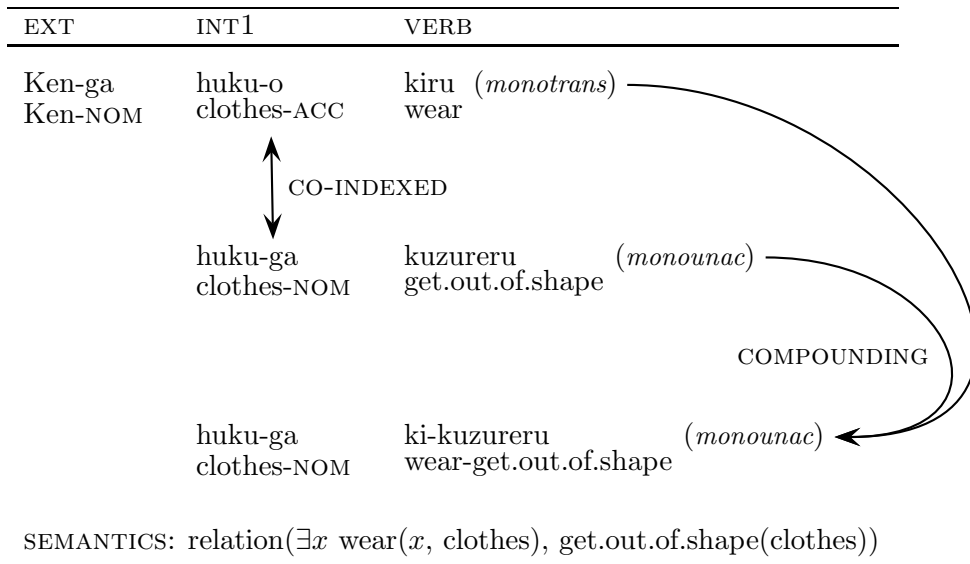 EXT INT1 VERB
Ken-ga huku-o kiru (monotrans)
Ken-NOM clothes-ACC wear
CO-INDEXED
huku-ga kuzureru (monounac)
clothes-NOM get.out.of.shape
COMPOUNDING
huku-ga ki-kuzureru (monounac)
clothes-NOM wear-get.out.of.shape
SEMANTICS: relation(∃x wear(x, clothes), get.out.of.shape(clothes))